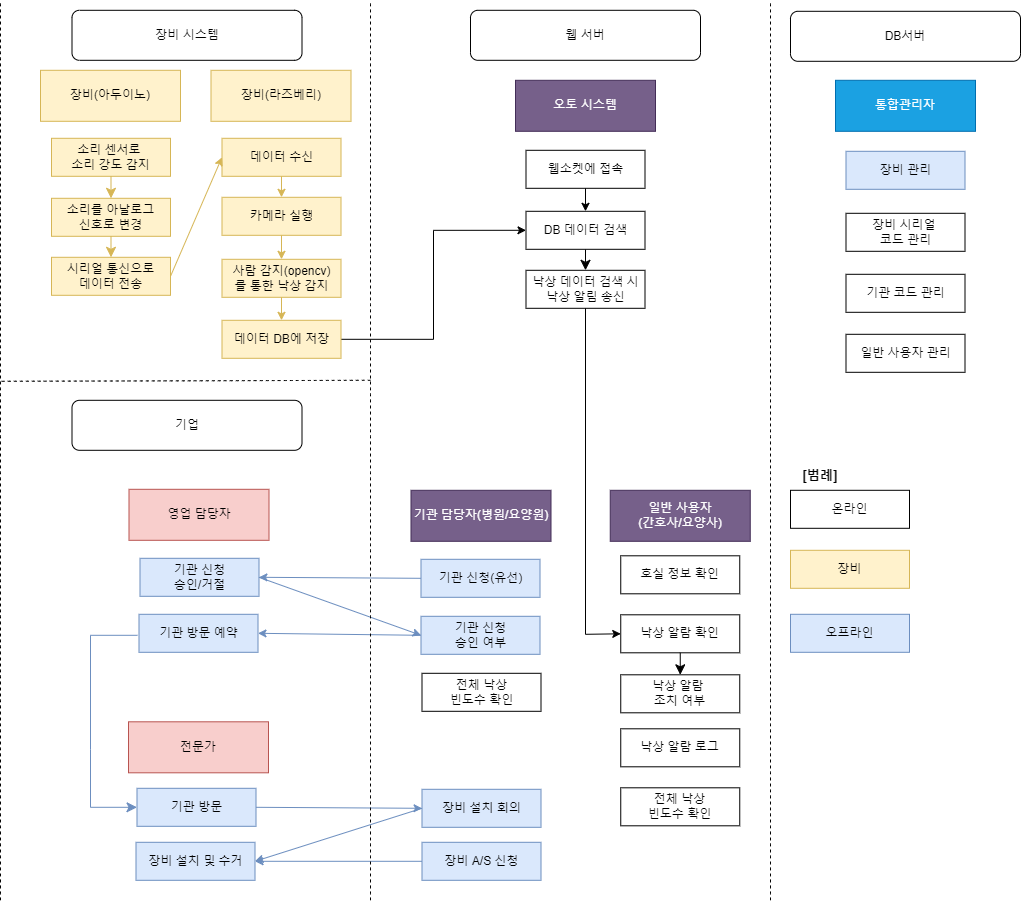 장비 시스템
장비(아두이노)
장비(라즈베리)
소리 센서로
소리 강도 감지
소리를 아날로그
신호로 변경
시리얼 통신으로
데이터 전송
데이터 수신
카메라 실행
사람 감지(opencv)
를 통한 낙상 감지
데이터 DB에 저장
웹 서버
오토 시스템
웹소켓에 접속
DB 데이터 검색
낙상 데이터 검색 시
낙상 알림 송신
DB서버
통합관리자
장비 관리
장비 시리얼
코드 관리
기관 코드 관리
일반 사용자 관리
기업
영업 담당자
기관 신청
승인/거절
기관 방문 예약
전문가
기관 방문
장비 설치 및 수거
기관 담당자(병원/요양원)
기관 신청(유선)
기관 신청
승인 여부
전체 낙상
빈도수 확인
장비 설치 회의
장비 A/S 신청
일반 사용자
(간호사/요양사)
호실 정보 확인
낙상 알람 확인
낙상 알람
조치 여부
낙상 알람 로그
전체 낙상
빈도수 확인
[범례]
온라인
장비
오프라인